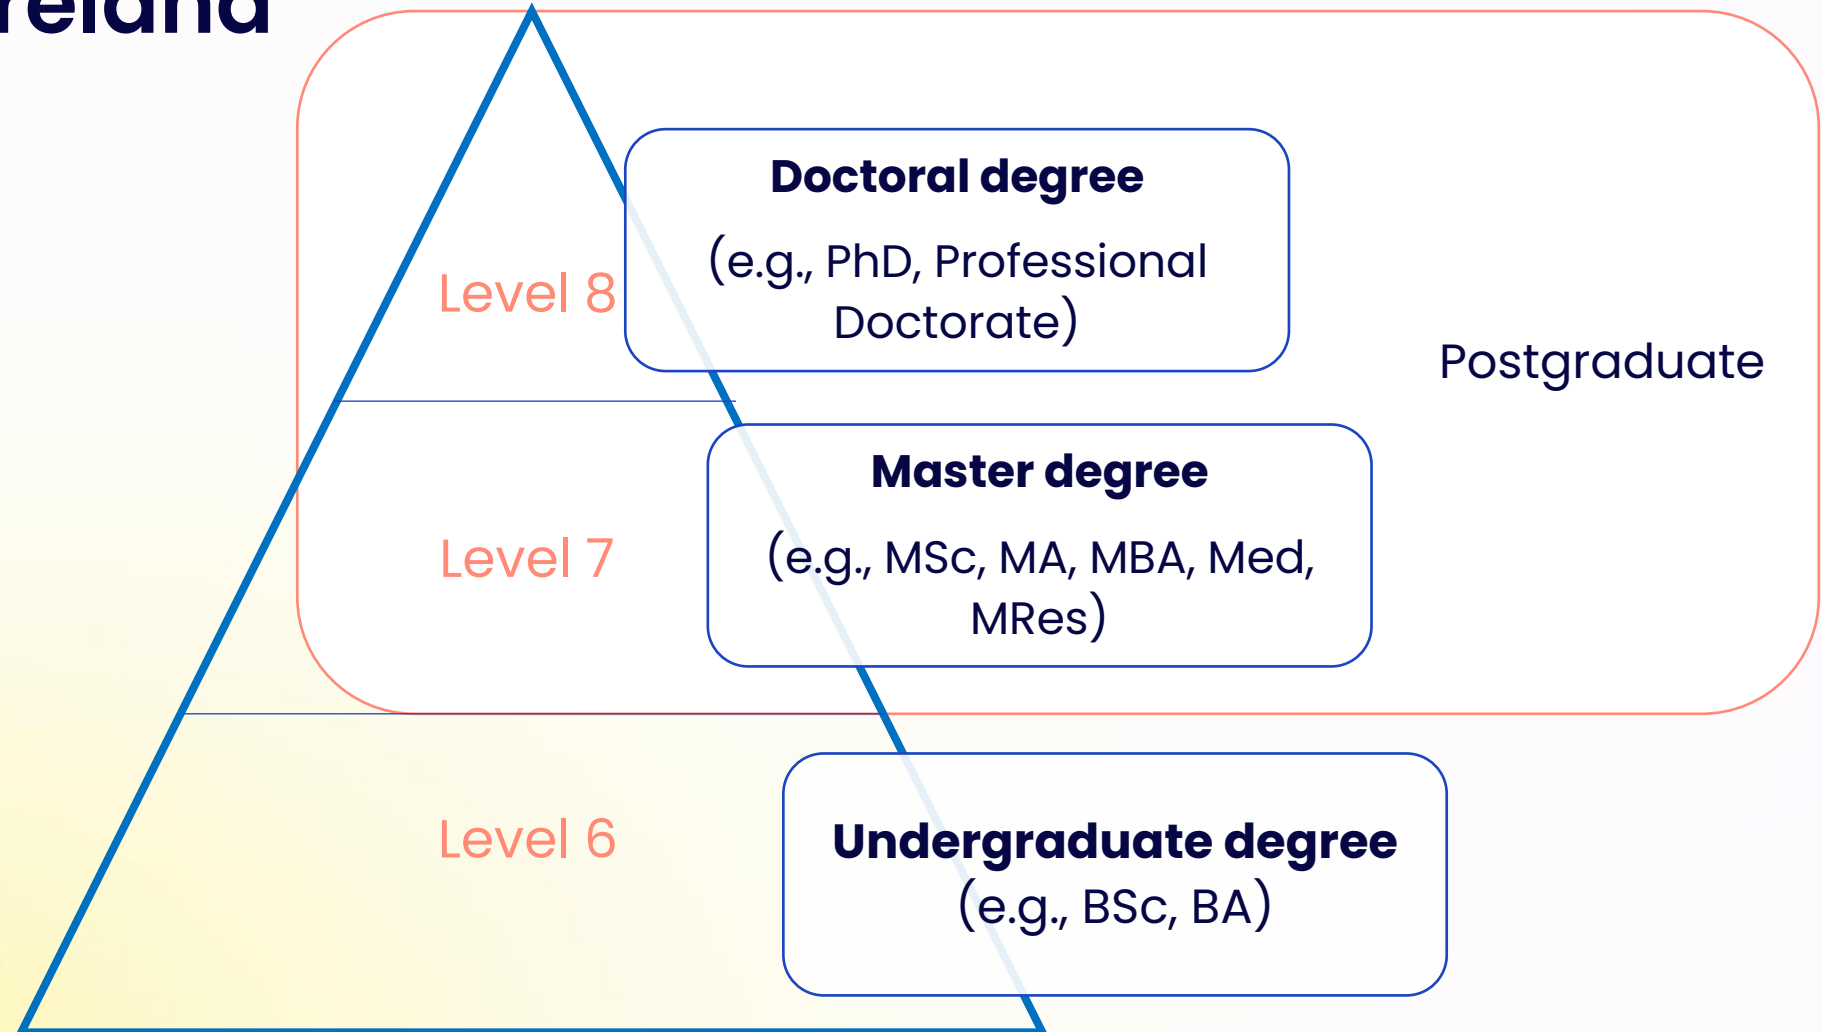 Doctoral degree
(e.g., PhD, Professional
Doctorate)
Level 8
Postgraduate
Master degree
(e.g., MSc, MA, MBA, Med,
MRes)
Level 7
Level 6
Undergraduate degree
(e.g., BSc, BA)